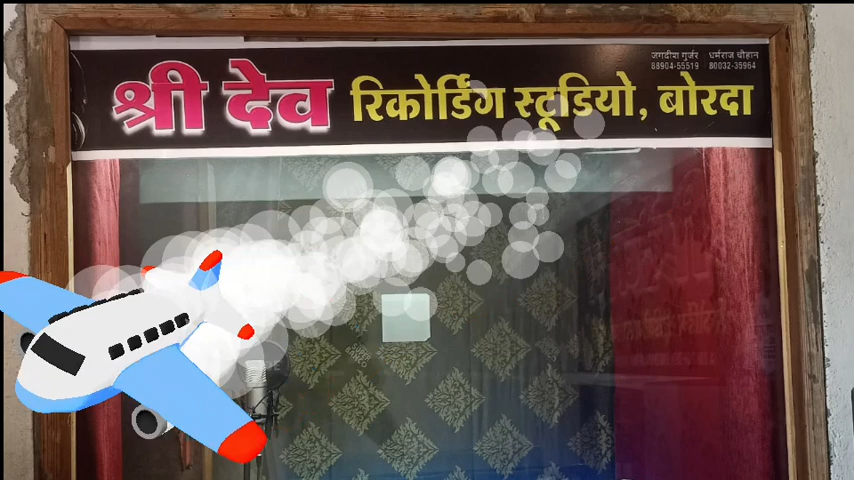 जगदीश गुर्जर धर्मराज चौहान
88904-55519 80032-35964
श्री देव रिकोर्डिंग स्टूडियो, बोरदा